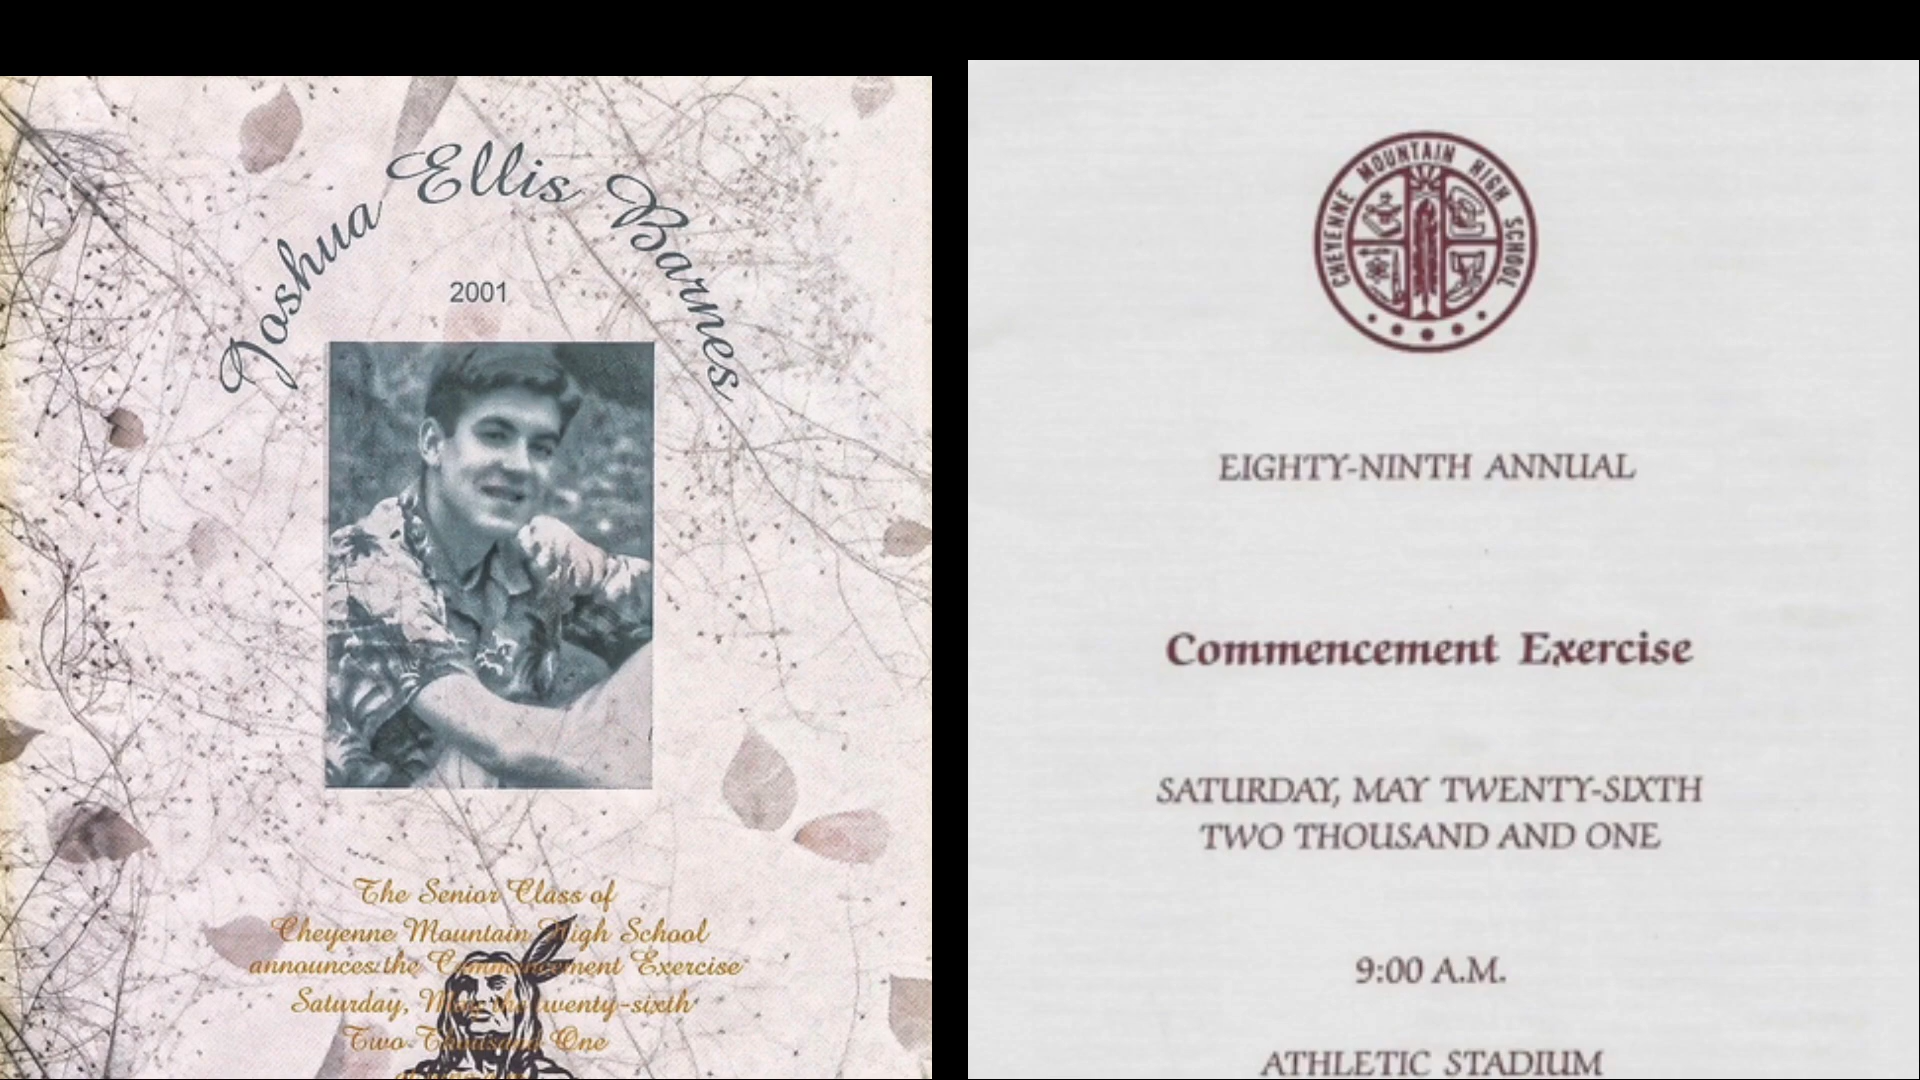 Joshua Ellis Barnes
2001
The Senior Class of
Cheyenne Mountain High School
announces the Commencement Exercise
Saturday, May the twenty-sixth
Two Thousand One
CHEYENNE MOUNTAIN HIGH SCHOOL
EIGHTY-NINTH ANNUAL
Commencement Exercise
SATURDAY, MAY TWENTY-SIXTH
TWO THOUSAND AND ONE
9:00 A.M.
ATHLETIC STADIUM